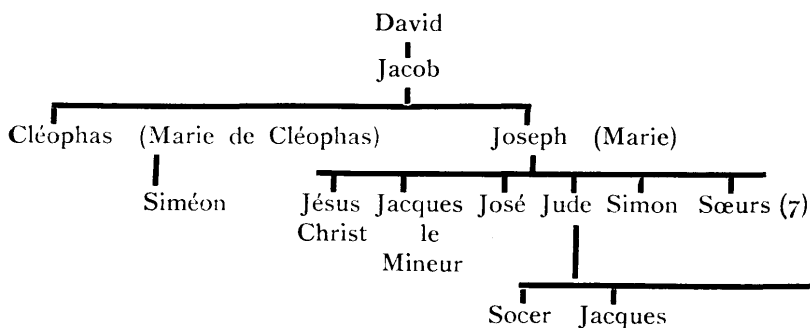 David
Jacob
Cléophas (Marie de Cléophas) Joseph (Marie)
Siméon Jésus Jacques José Jude Simon Sœurs (7)
Christ le
Mineur
Socer Jacques